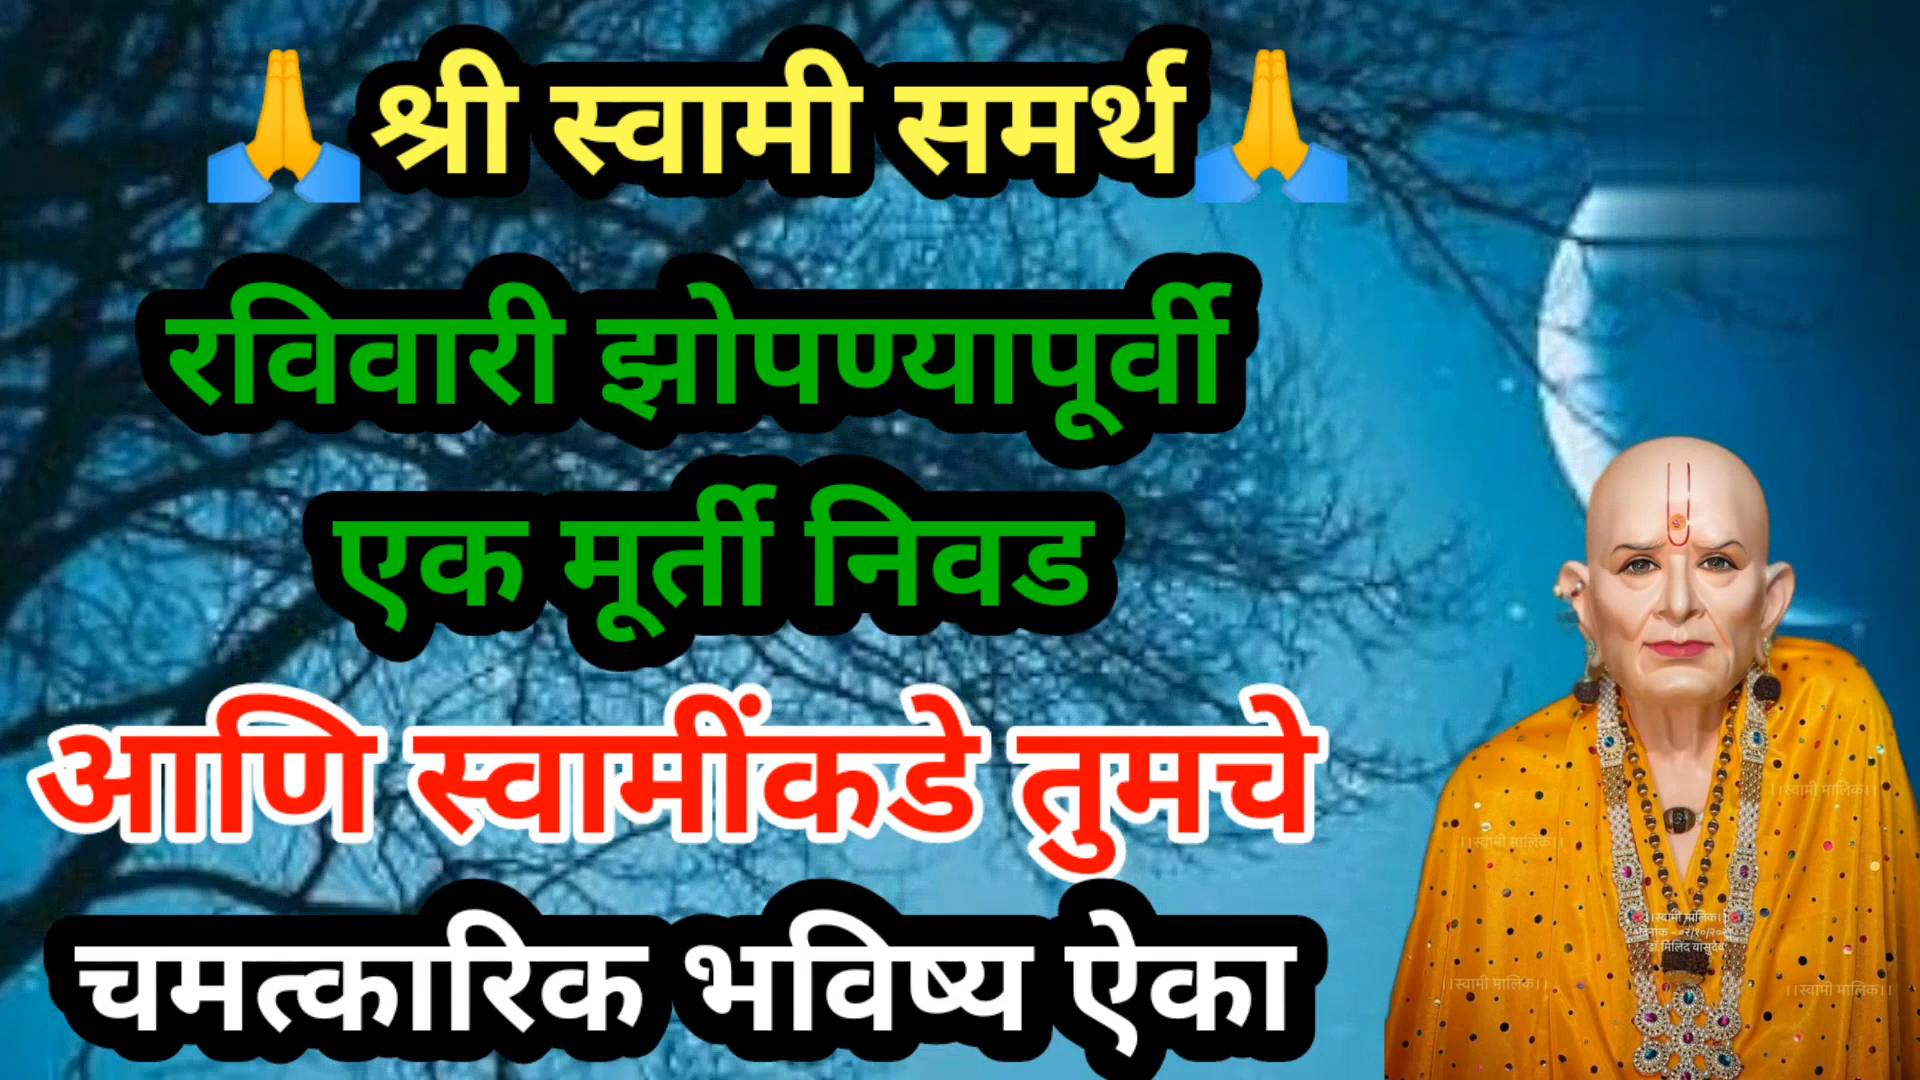 🙏श्री स्वामी समर्थ🙏
रविवारी झोपण्यापूर्वी
एक मूर्ती निवड
आणि स्वामींकडे तुमचे
चमत्कारिक भविष्य ऐका
।।स्वामी मालिक।।
।।स्वामी मालिक।।
।।स्वामी मालिक।।
डॉ.मिलिंद वासुदेव
।।स्वामी मालिक।।
।।स्वामी मालिक।।